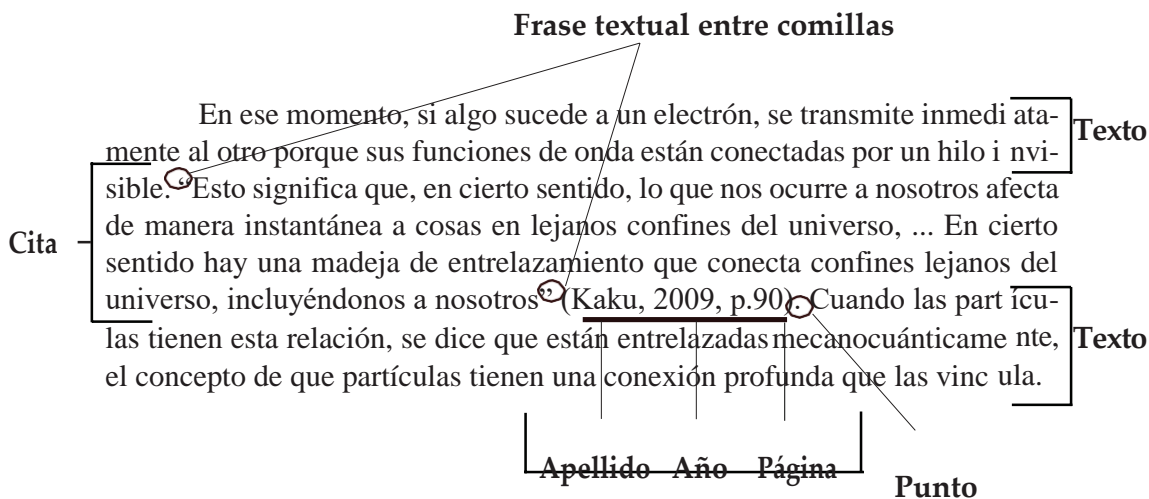 Frase textual entre comillas
En ese momento, si algo sucede a un electrón, se transmite inmedi ata-
mente al otro porque sus funciones de onda están conectadas por un hilo i nvi-
sible. “Esto significa que, en cierto sentido, lo que nos ocurre a nosotros afecta
de manera instantánea a cosas en lejanos confines del universo, ... En cierto
sentido hay una madeja de entrelazamiento que conecta confines lejanos del
universo, incluyéndonos a nosotros” (Kaku, 2009, p.90). Cuando las part ícu-
las tienen esta relación, se dice que están entrelazadas mecanocuánticame nte,
el concepto de que partículas tienen una conexión profunda que las vinc ula.
Texto
Cita
Texto
Apellido Año Página
Punto